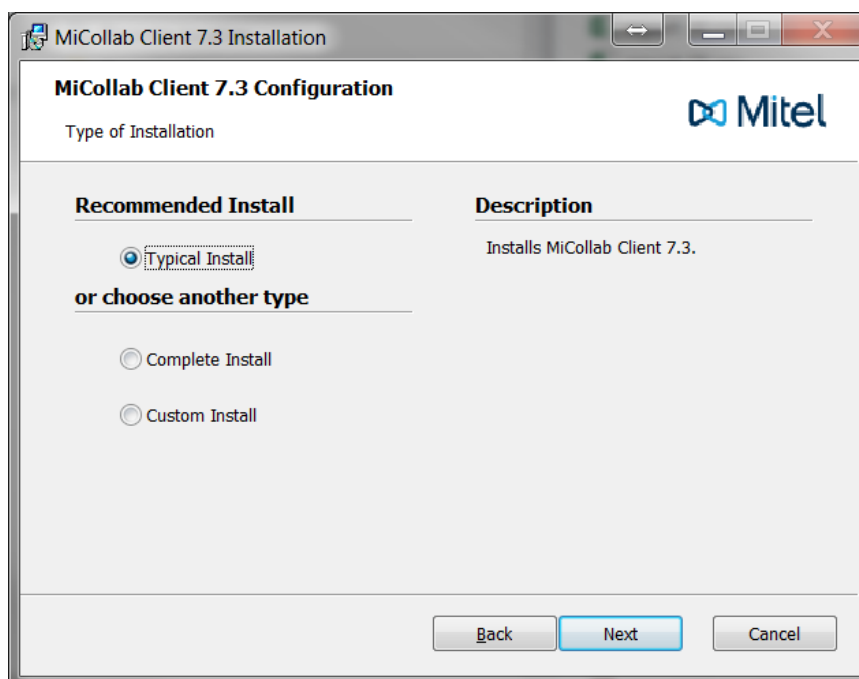 MiCollab Client 7.3 Installation
MiCollab Client 7.3 Configuration
Type of Installation
Mitel
Recommended Install
Typical Install
or choose another type
Complete Install
Custom Install
Description
Installs MiCollab Client 7.3.
Back
Next
Cancel